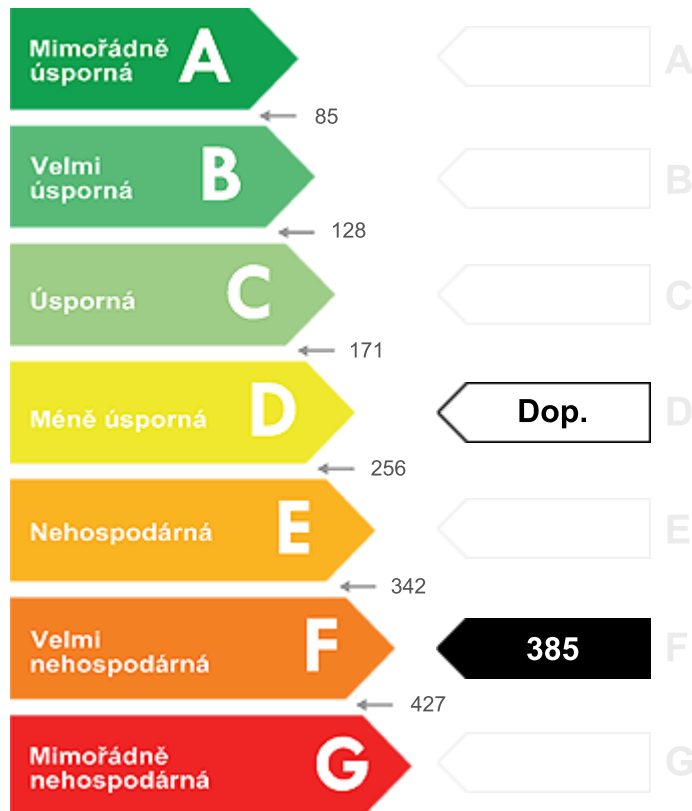 Mimořádně
úsporná
A
A
85
Velmi
úsporná
B
B
128
Úsporná
C
C
171
Méně úsporná
D
Dop.
D
256
Nehospodárná
E
E
342
Velmi
nehospodárná
F
385
F
427
Mimořádně
nehospodárná
G
G